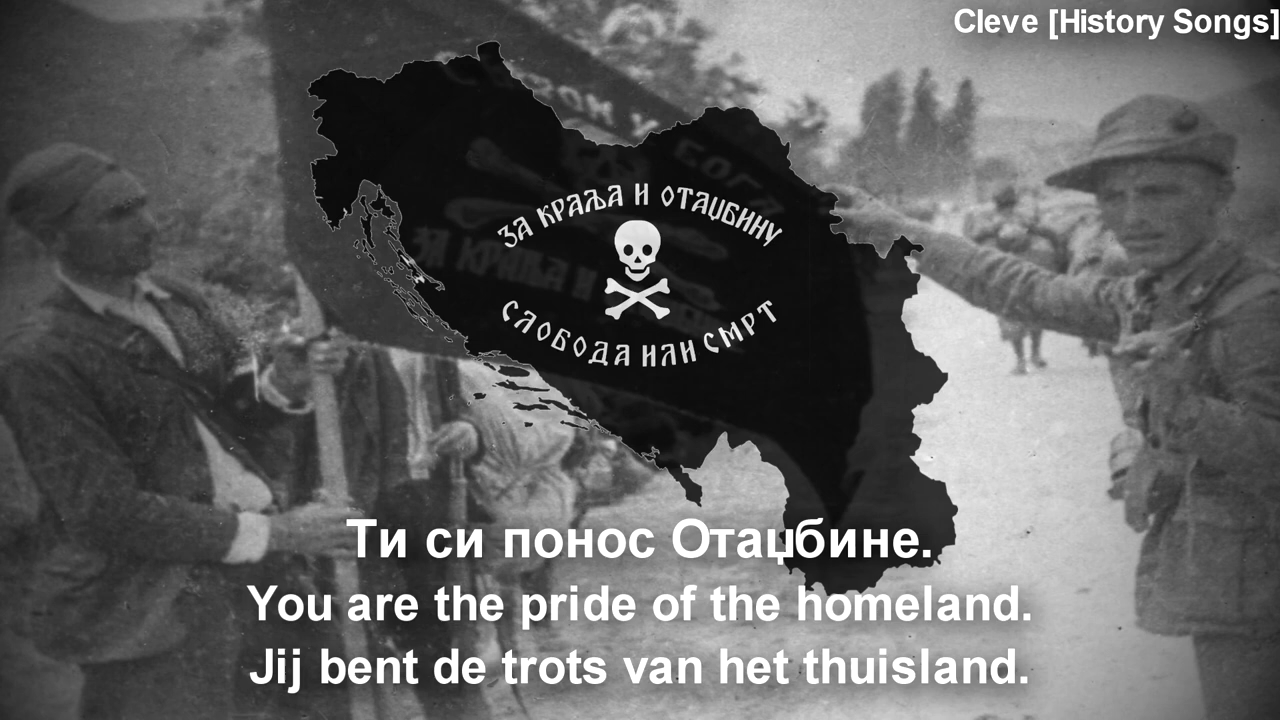 Cleve [History Songs]
ЗА КРАЉА И ОТАЏБИНУ
СЛОБОДА ИЛИ СМРТ
Ти си понос Отаџбине.
You are the pride of the homeland.
Jij bent de trots van het thuisland.